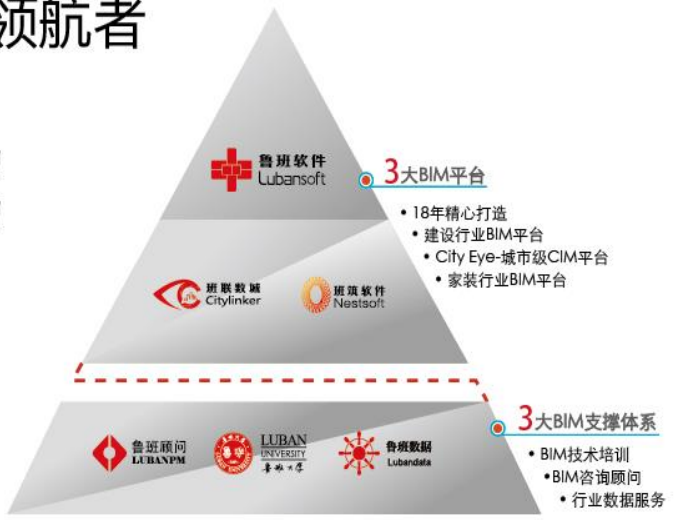 领航者
鲁班软件
Lubansoft
3大BIM平台
• 18年精心打造
• 建设行业BIM平台
• City Eye-城市级CIM平台
• 家装行业BIM平台
班联数城
Citylinker
班筑软件
Nestsoft
3大BIM支撑体系
• BIM技术培训
•BIM咨询顾问
• 行业数据服务
鲁班顾问
LUBANPM
LUBAN
UNIVERSITY
鲁班大学
鲁班数据
Lubandata